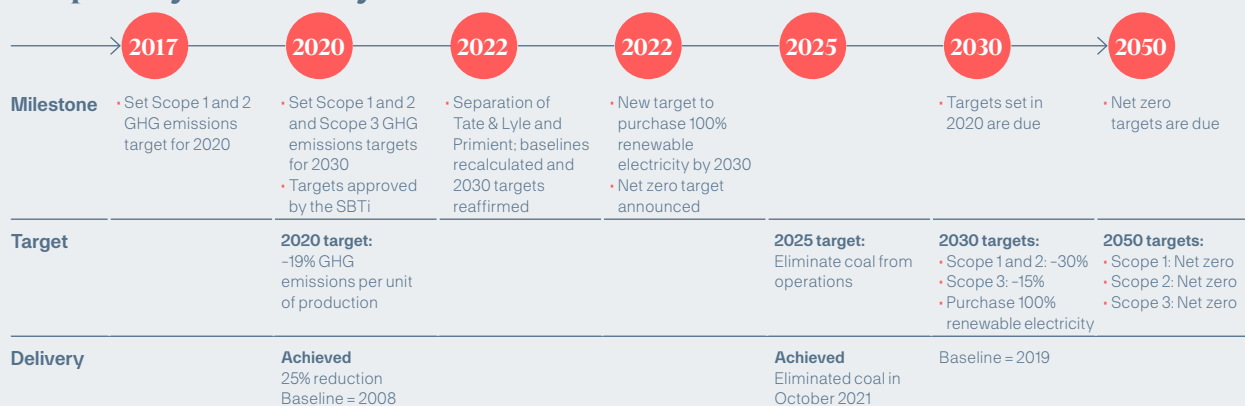 2017
2020
2022
2022
2025
2030
2050
Milestone
• Set Scope 1 and 2
GHG emissions
target for 2020
• Set Scope 1 and 2
and Scope 3 GHG
emissions targets
for 2030
• Targets approved
by the SBTi
• Separation of
Tate & Lyle and
Primient; baselines
recalculated and
2030 targets
reaffirmed
• New target to
purchase 100%
renewable
electricity by 2030
• Net zero target
announced
• Targets set in
2020 are due
• Net zero
targets are due
Target
2020 target:
-19% GHG
emissions per unit
of production
2025 target:
Eliminate coal from
operations
2030 targets:
• Scope 1 and 2: -30%
• Scope 3: -15%
• Purchase 100%
renewable electricity
2050 targets:
• Scope 1: Net zero
• Scope 2: Net zero
• Scope 3: Net zero
Delivery
Achieved
25% reduction
Baseline = 2008
Achieved
Eliminated coal in
October 2021
Baseline = 2019